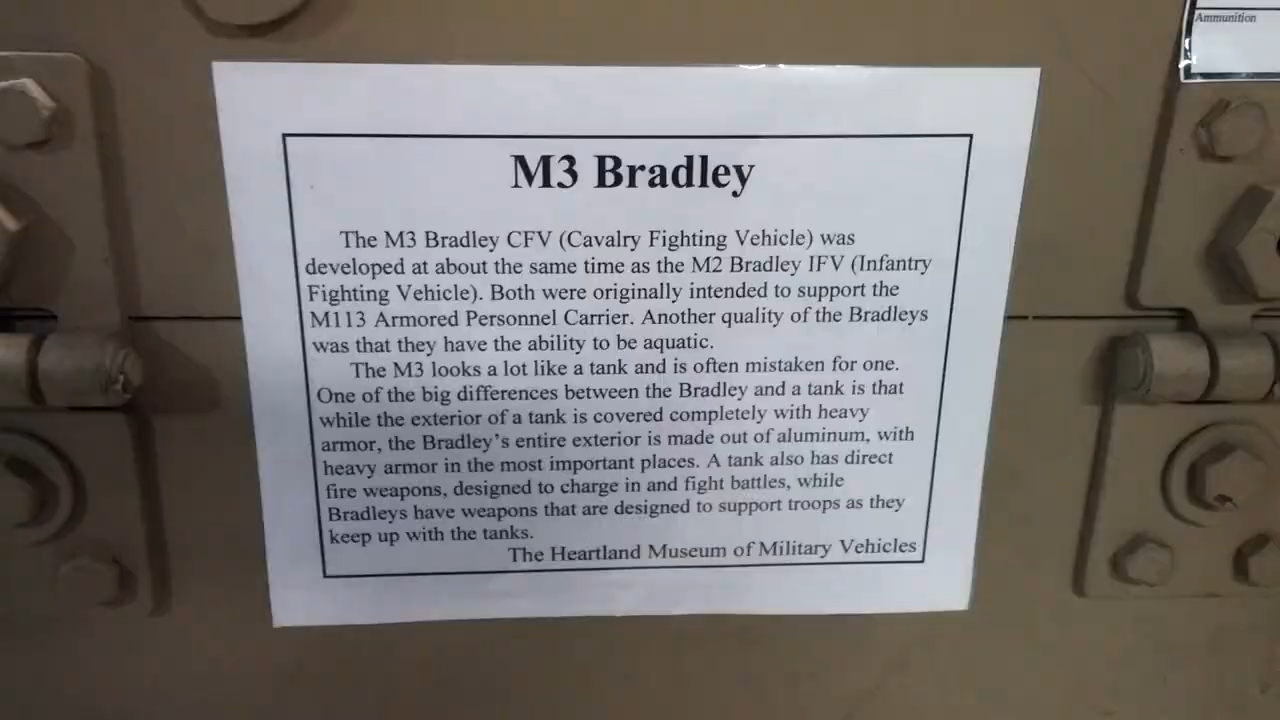 Ammunition
M3 Bradley
The M3 Bradley CFV (Cavalry Fighting Vehicle) was
developed at about the same time as the M2 Bradley IFV (Infantry
Fighting Vehicle). Both were originally intended to support the
M113 Armored Personnel Carrier. Another quality of the Bradleys
was that they have the ability to be aquatic.
The M3 looks a lot like a tank and is often mistaken for one.
One of the big differences between the Bradley and a tank is that
while the exterior of a tank is covered completely with heavy
armor, the Bradley's entire exterior is made out of aluminum, with
heavy armor in the most important places. A tank also has direct
fire weapons, designed to charge in and fight battles, while
Bradleys have weapons that are designed to support troops as they
keep up with the tanks.
The Heartland Museum of Military Vehicles